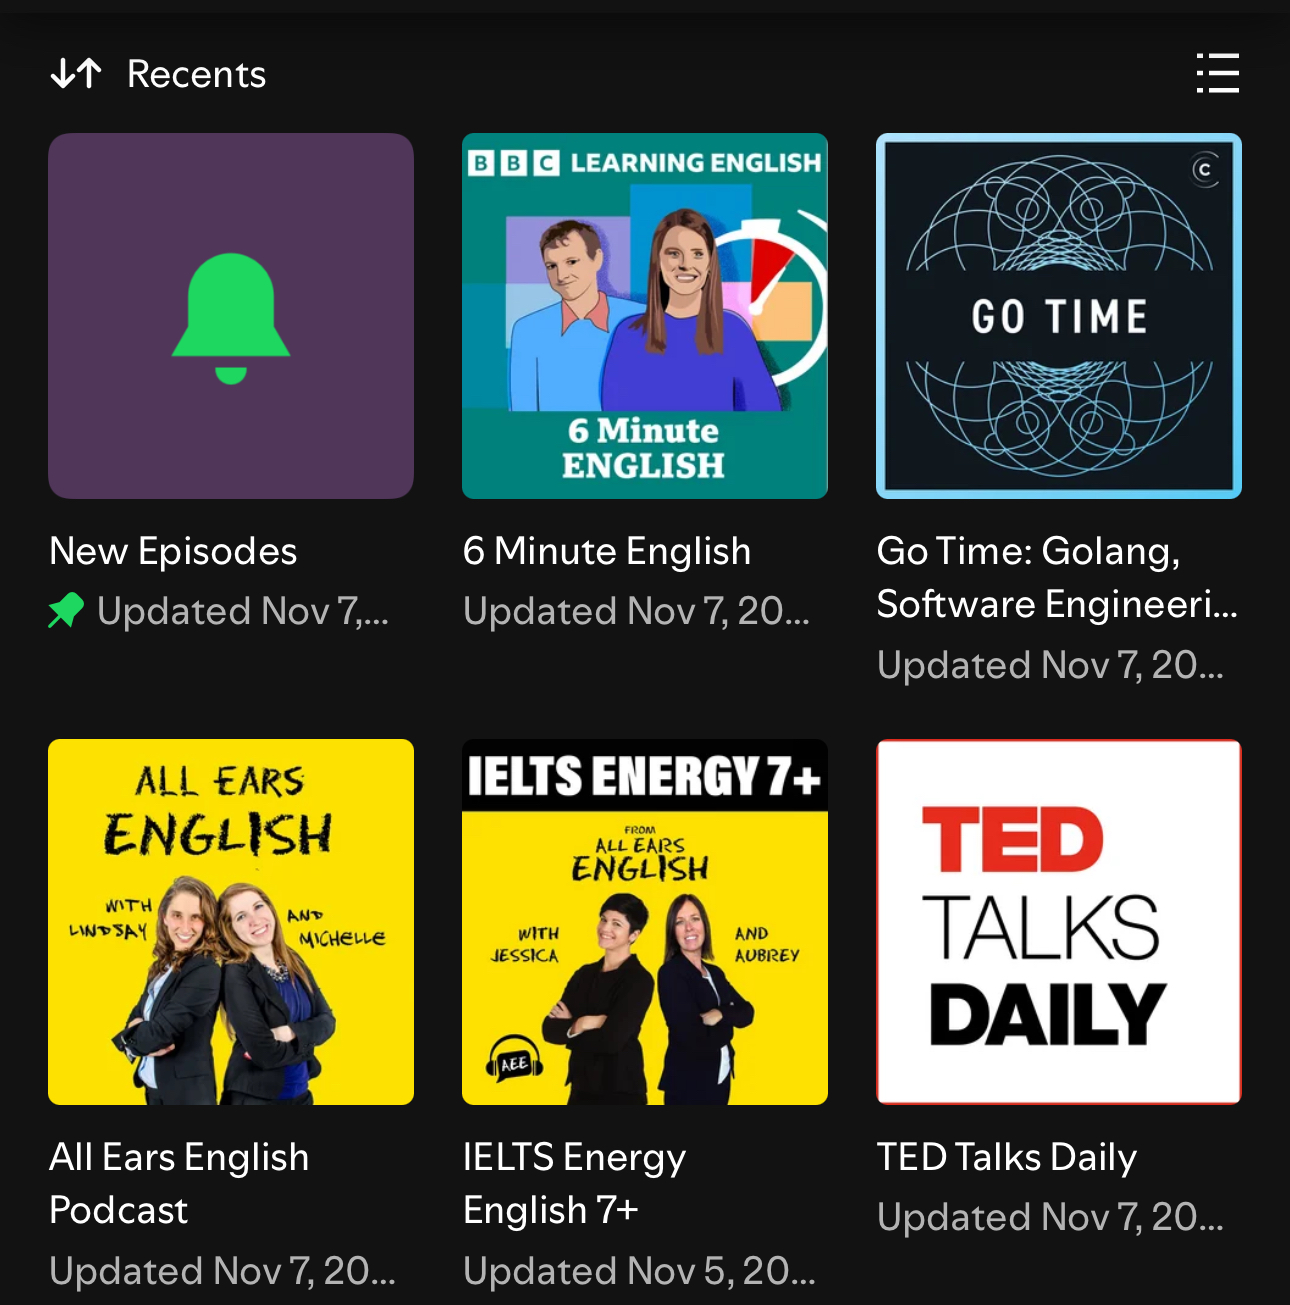 Recents
BBC LEARNING ENGLISH
6 Minute
ENGLISH
C
GO TIME
New Episodes
Updated Nov 7,...
6 Minute English
Updated Nov 7, 20...
Go Time: Golang,
Software Engineeri...
Updated Nov 7, 20...
ALL EARS
ENGLISH
WITH
LINDSAY
AND
MICHELLE
IELTS ENERGY 7+
FROM
ALL EARS
ENGLISH
WITH
JESSICA
AND
AUBREY
AEE
TED
TALKS
DAILY
All Ears English
Podcast
Updated Nov 7, 20...
IELTS Energy
English 7+
Updated Nov 5, 20...
TED Talks Daily
Updated Nov 7, 20...